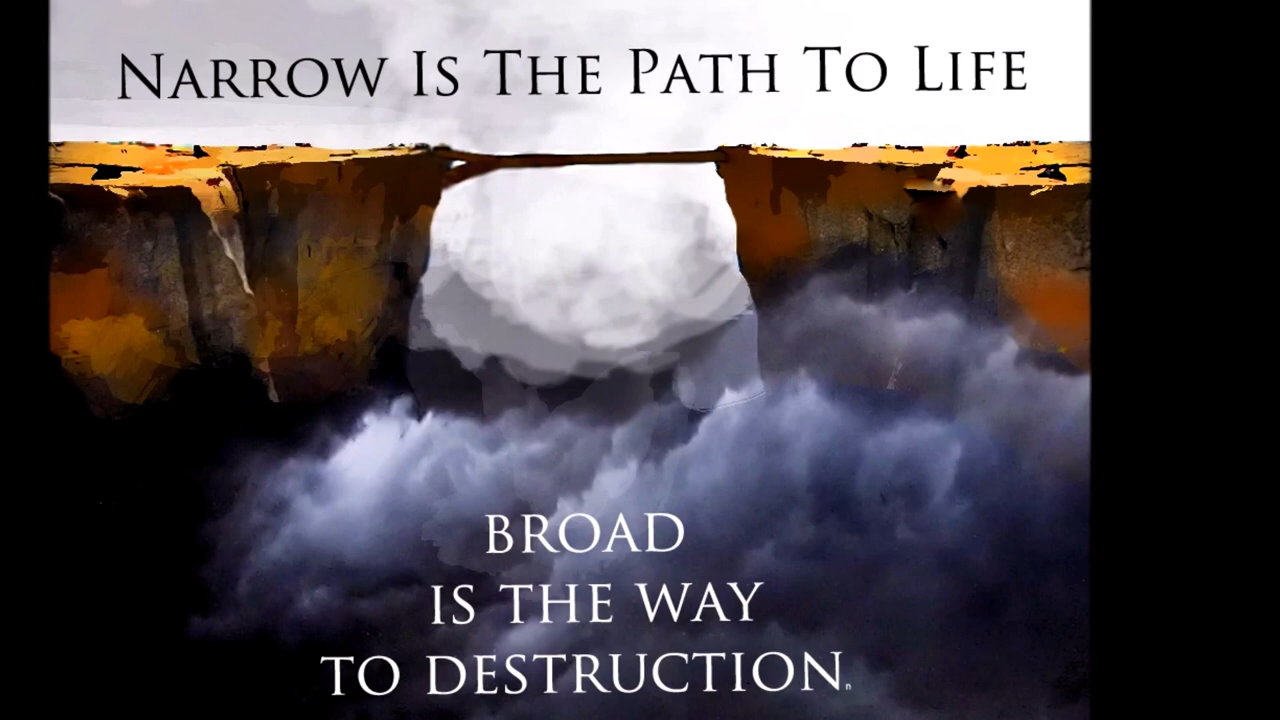 Narrow Is The Path To Life
BROAD
IS THE WAY
TO DESTRUCTION.